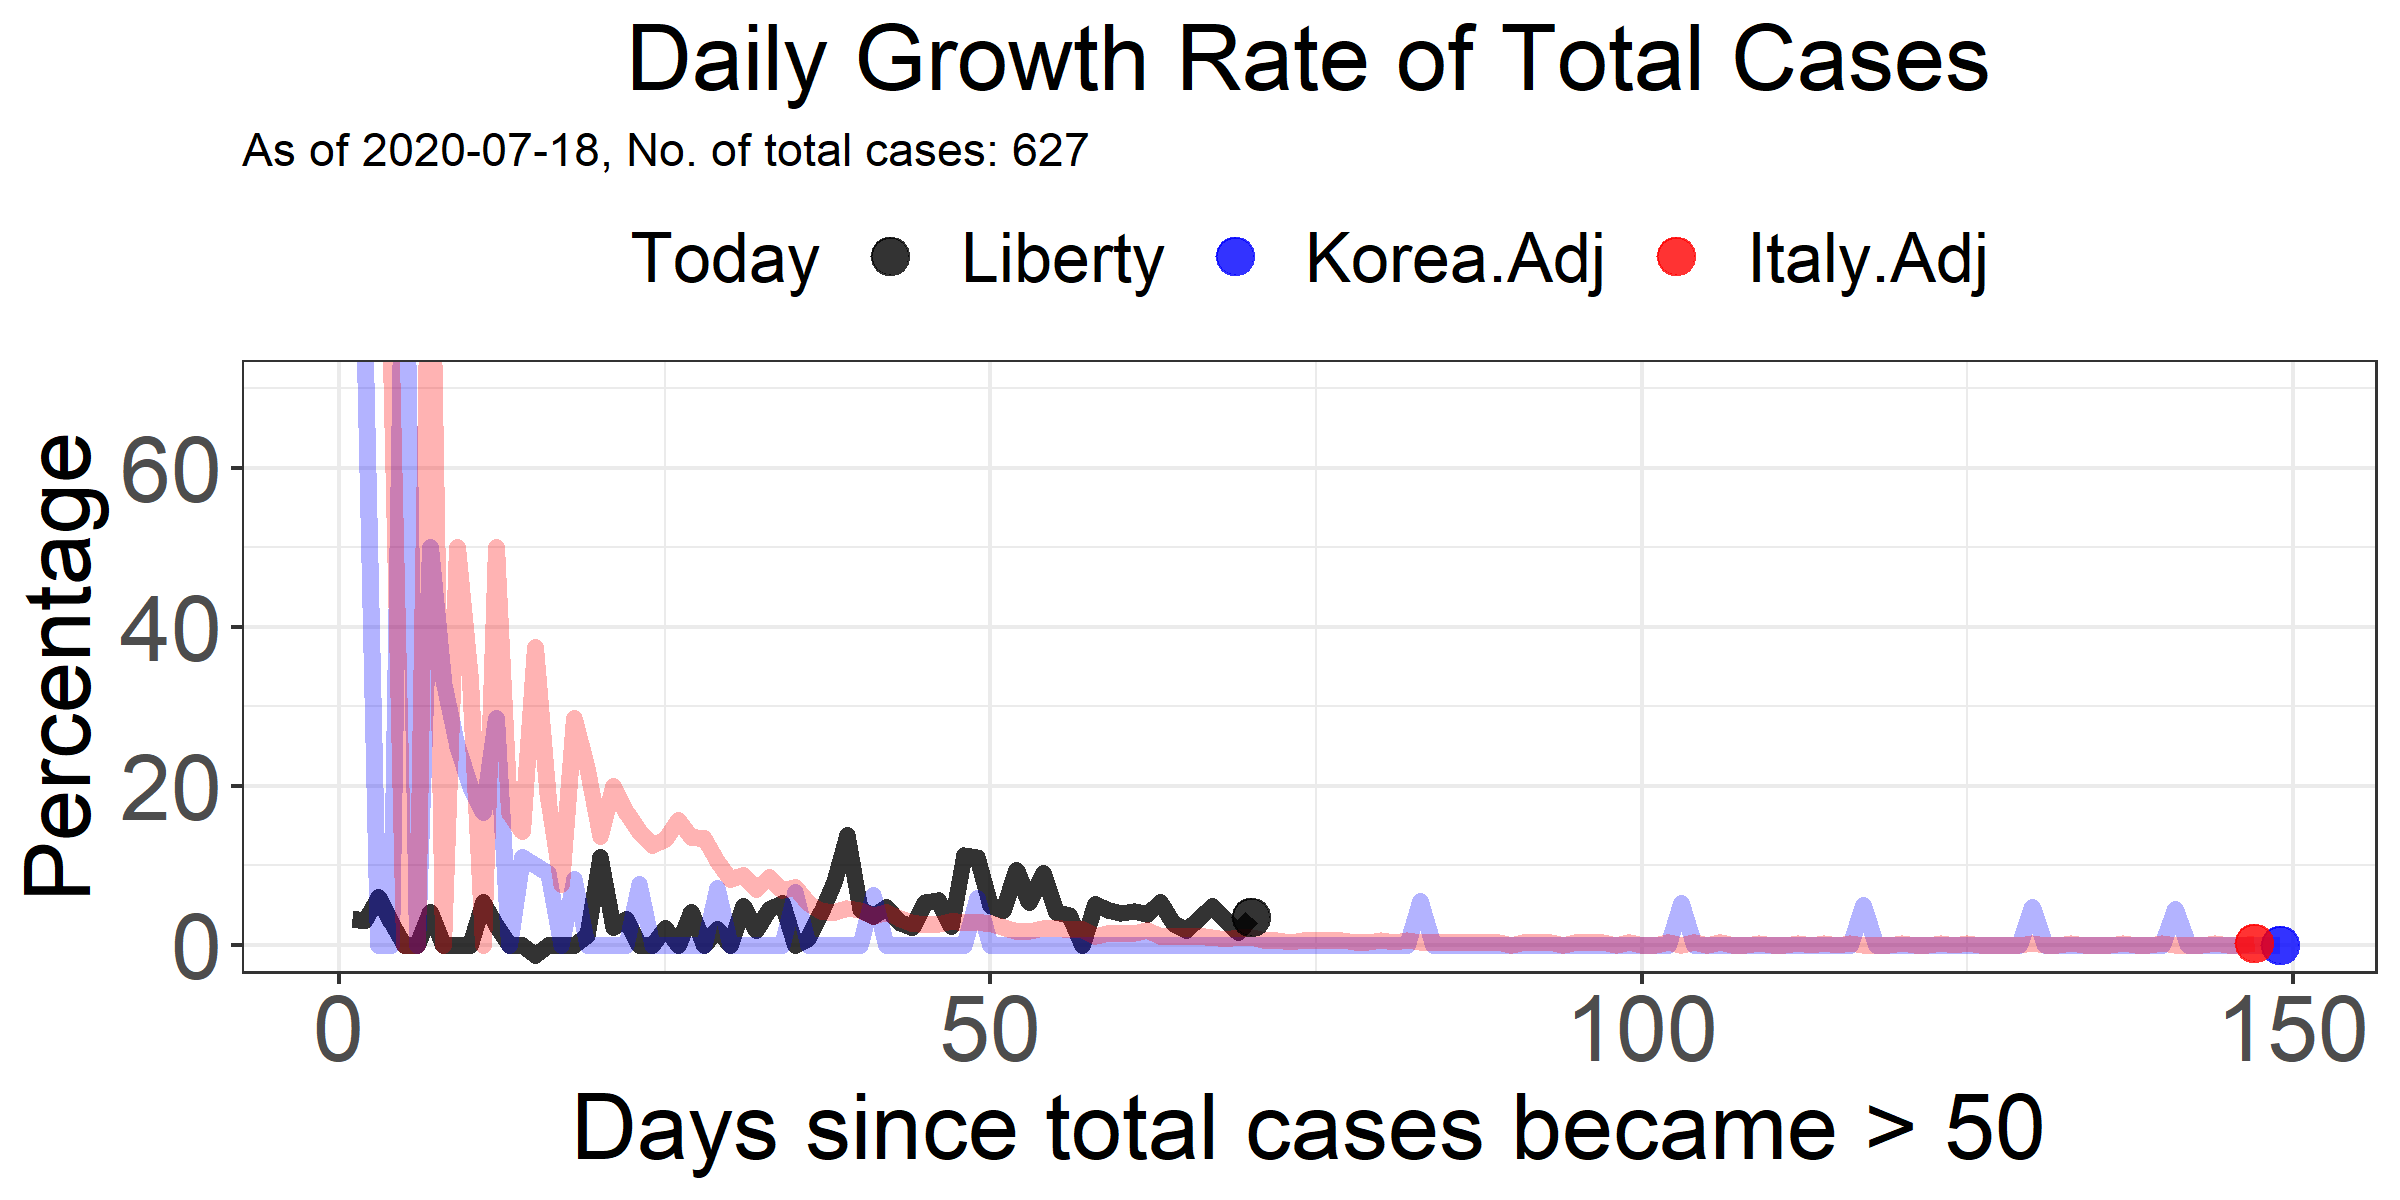 Daily Growth Rate of Total Cases
As of 2020-07-18, No. of total cases: 627
Today Liberty Korea.Adj Italy.Adj
Percentage
60
40
20
0
0 50 100 150
Days since total cases became > 50